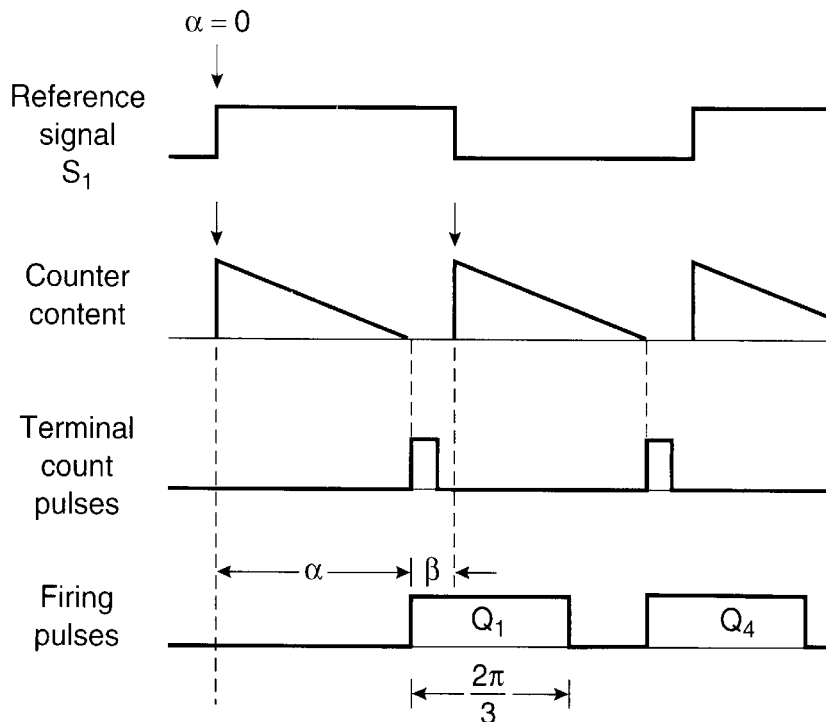 α = 0
Reference
signal
S₁
Counter
content
Terminal
count
pulses
α
β
Firing
pulses
Q₁
Q₄
2π
3